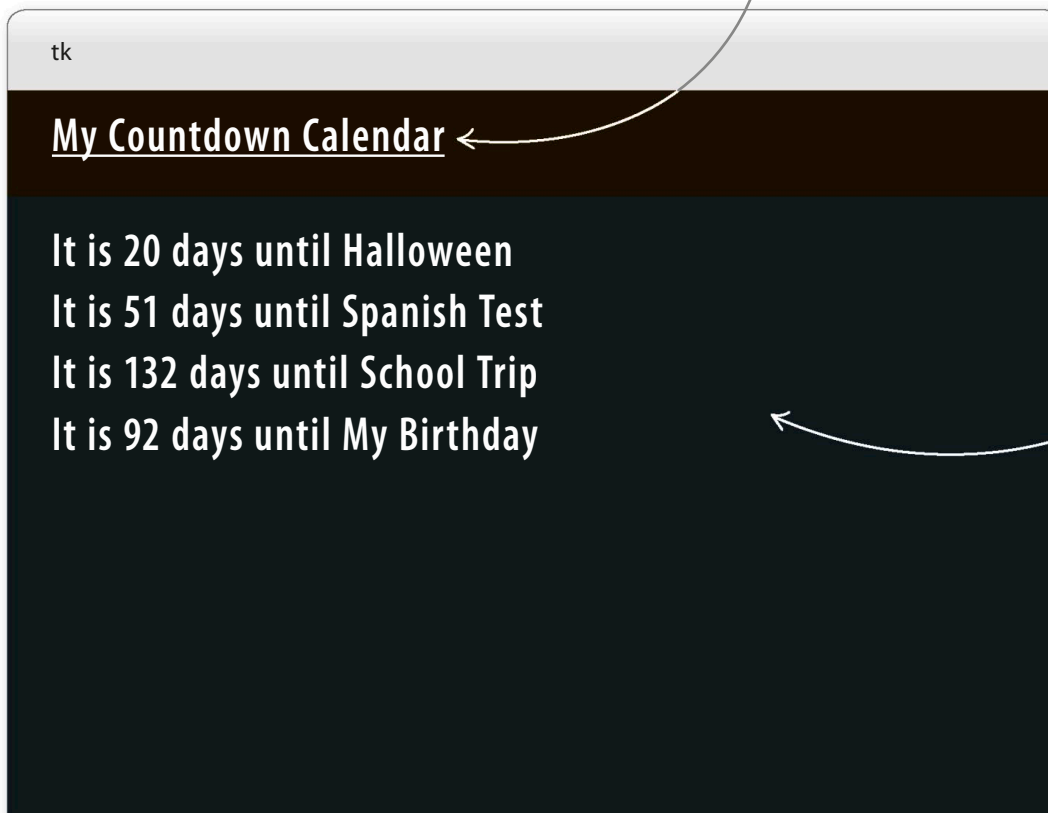 tk
My Countdown Calendar
It is 20 days until Halloween
It is 51 days until Spanish Test
It is 132 days until School Trip
It is 92 days until My Birthday